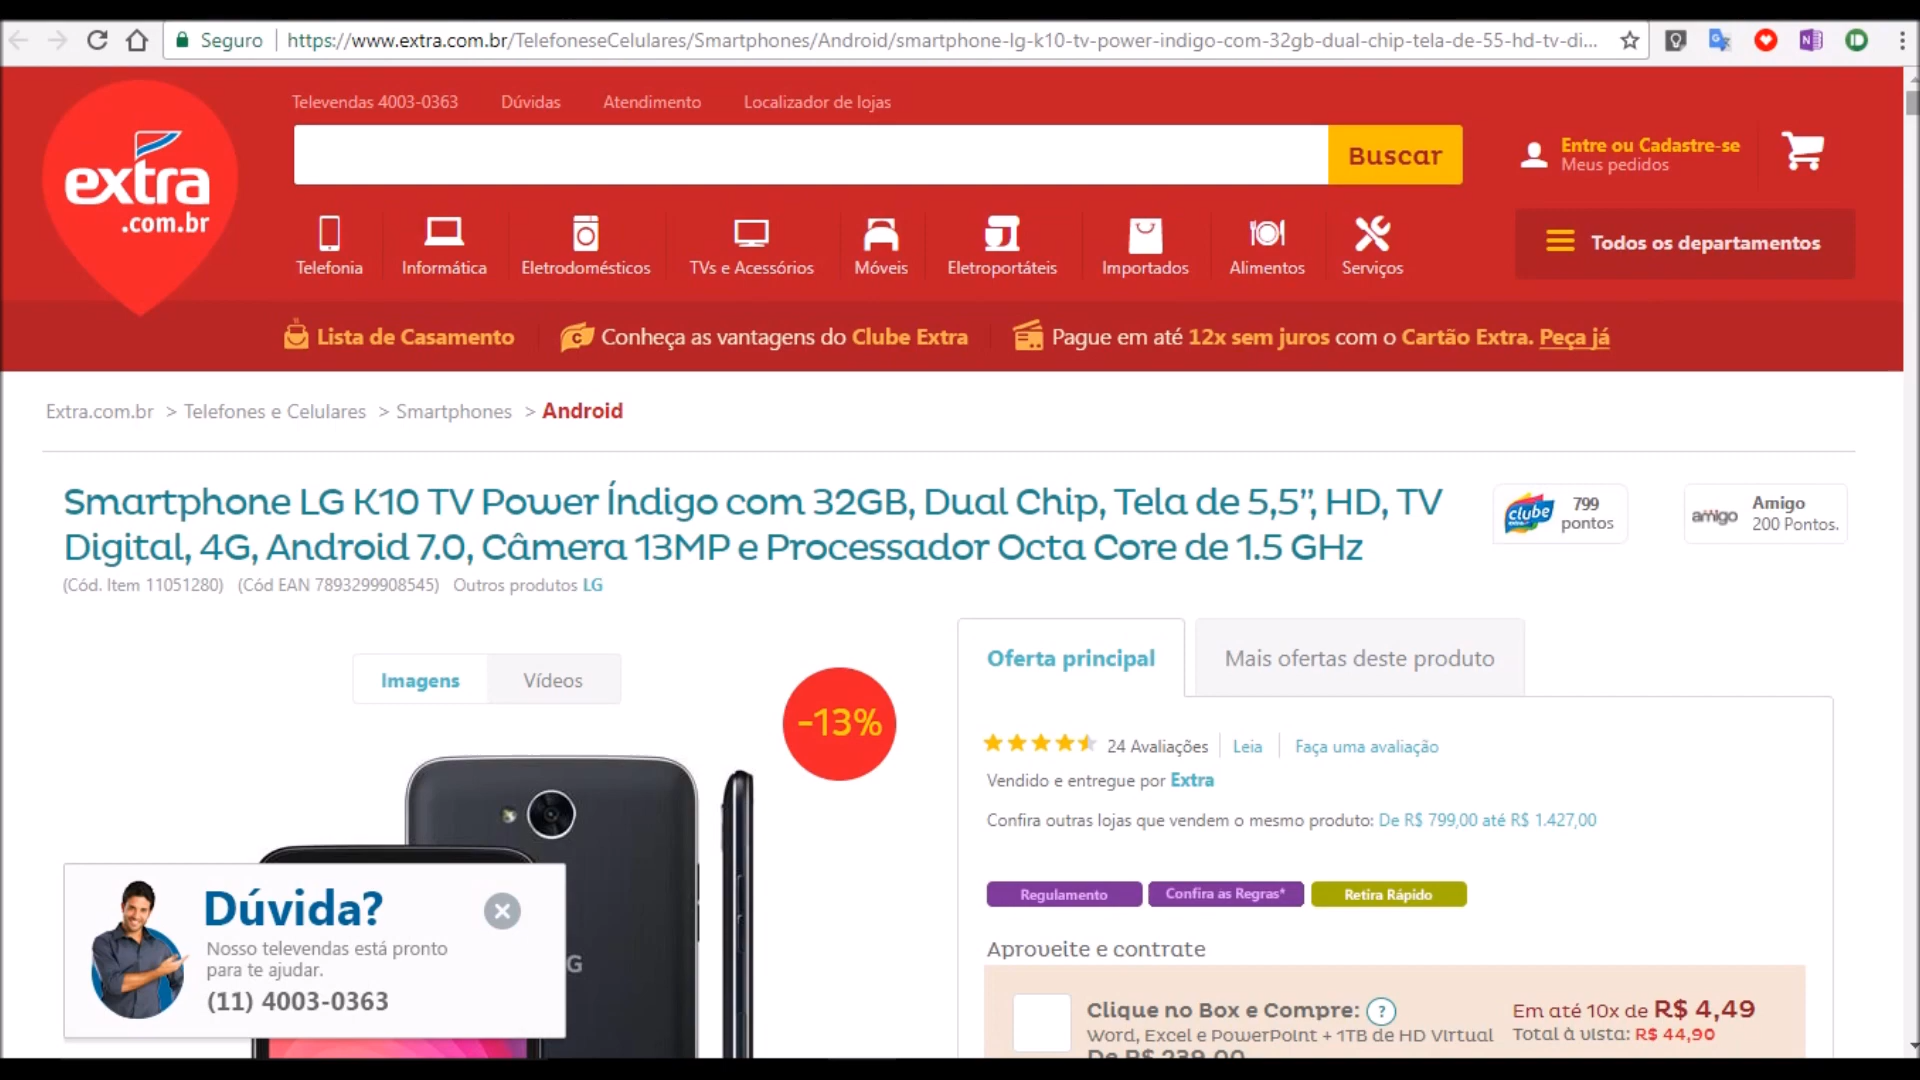 Seguro https://www.extra.com.br/TelefoneseCelulares/Smartphones/Android/smartphone-lg-k10-tv-power-indigo-com-32gb-dual-chip-tela-de-55-hd-tv-di...
Televendas 4003-0363 Dúvidas Atendimento Localizador de lojas
extra
.com.br
Buscar
Entre ou Cadastre-se
Meus pedidos
Telefonia Informática Eletrodomésticos TVs e Acessórios Móveis Eletroportáteis Importados Alimentos Serviços
Todos os departamentos
Lista de Casamento Conheça as vantagens do Clube Extra Pague em até 12x sem juros com o Cartão Extra. Peça já
Extra.com.br > Telefones e Celulares > Smartphones > Android
Smartphone LG K10 TV Power Índigo com 32GB, Dual Chip, Tela de 5,5”, HD, TV
Digital, 4G, Android 7.0, Câmera 13MP e Processador Octa Core de 1.5 GHz
clube
799
pontos
amigo
Amigo
200 Pontos.
(Cód. Item 11051280) (Cód EAN 7893299908545) Outros produtos LG
Imagens Vídeos
-13%
Oferta principal Mais ofertas deste produto
24 Avaliações Leia Faça uma avaliação
Vendido e entregue por Extra
Confira outras lojas que vendem o mesmo produto: De R$ 799,00 até R$ 1.427,00
Regulamento Confira as Regras* Retira Rápido
Aproveite e contrate
Clique no Box e Compre: ?
Word, Excel e PowerPoint + 1TB de HD Virtual
De R$ 239,00
Em até 10x de R$ 4,49
Total à vista: R$ 44,90
Dúvida?
Nosso televendas está pronto
para te ajudar.
(11) 4003-0363
G